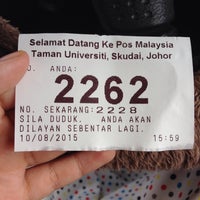 Selamat Datang Ke Pos Malaysia
Taman Universiti, Skudai, Johor
NO. ANDA:
2262
NO. SEKARANG:2228
SILA DUDUK. ANDA AKAN
DILAYAN SEBENTAR LAGI.
10/08/2015 15:59